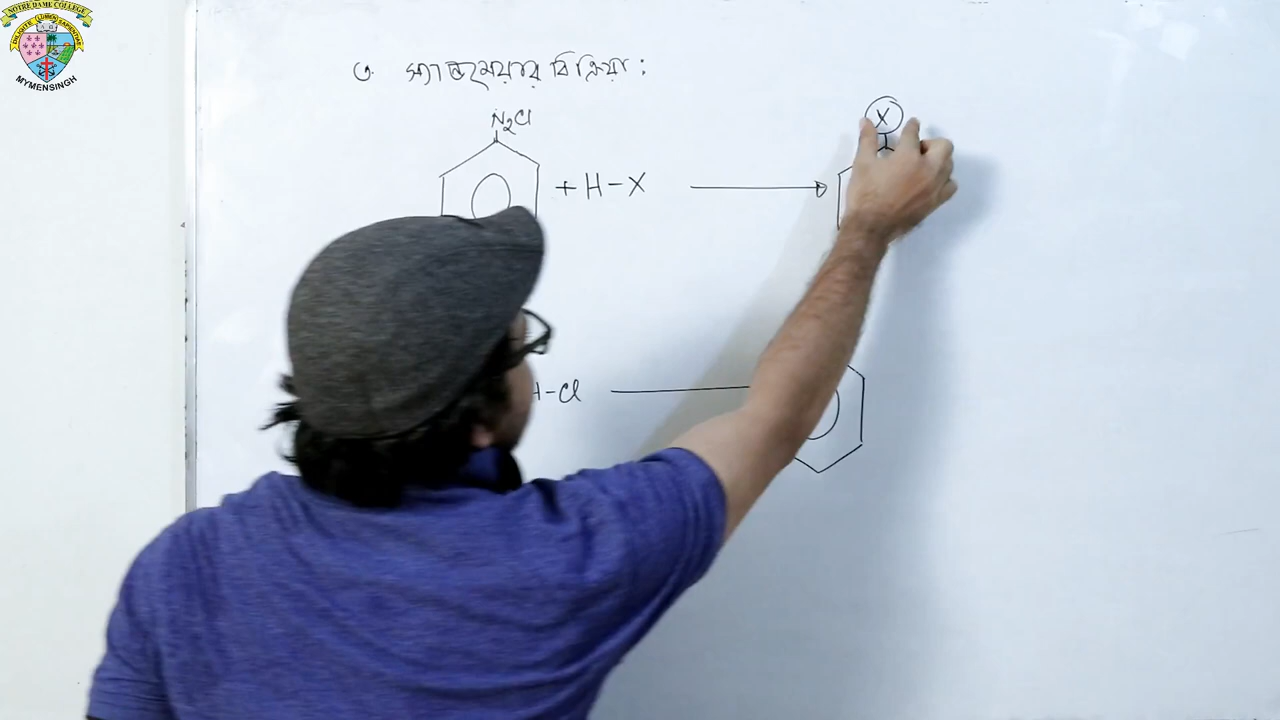 NOTRE DAME COLLEGE
MYMENSINGH
৩. স্যান্ডমেয়ার বিক্রিয়া:
N₂Cl
X
+ H-X
H-Cl